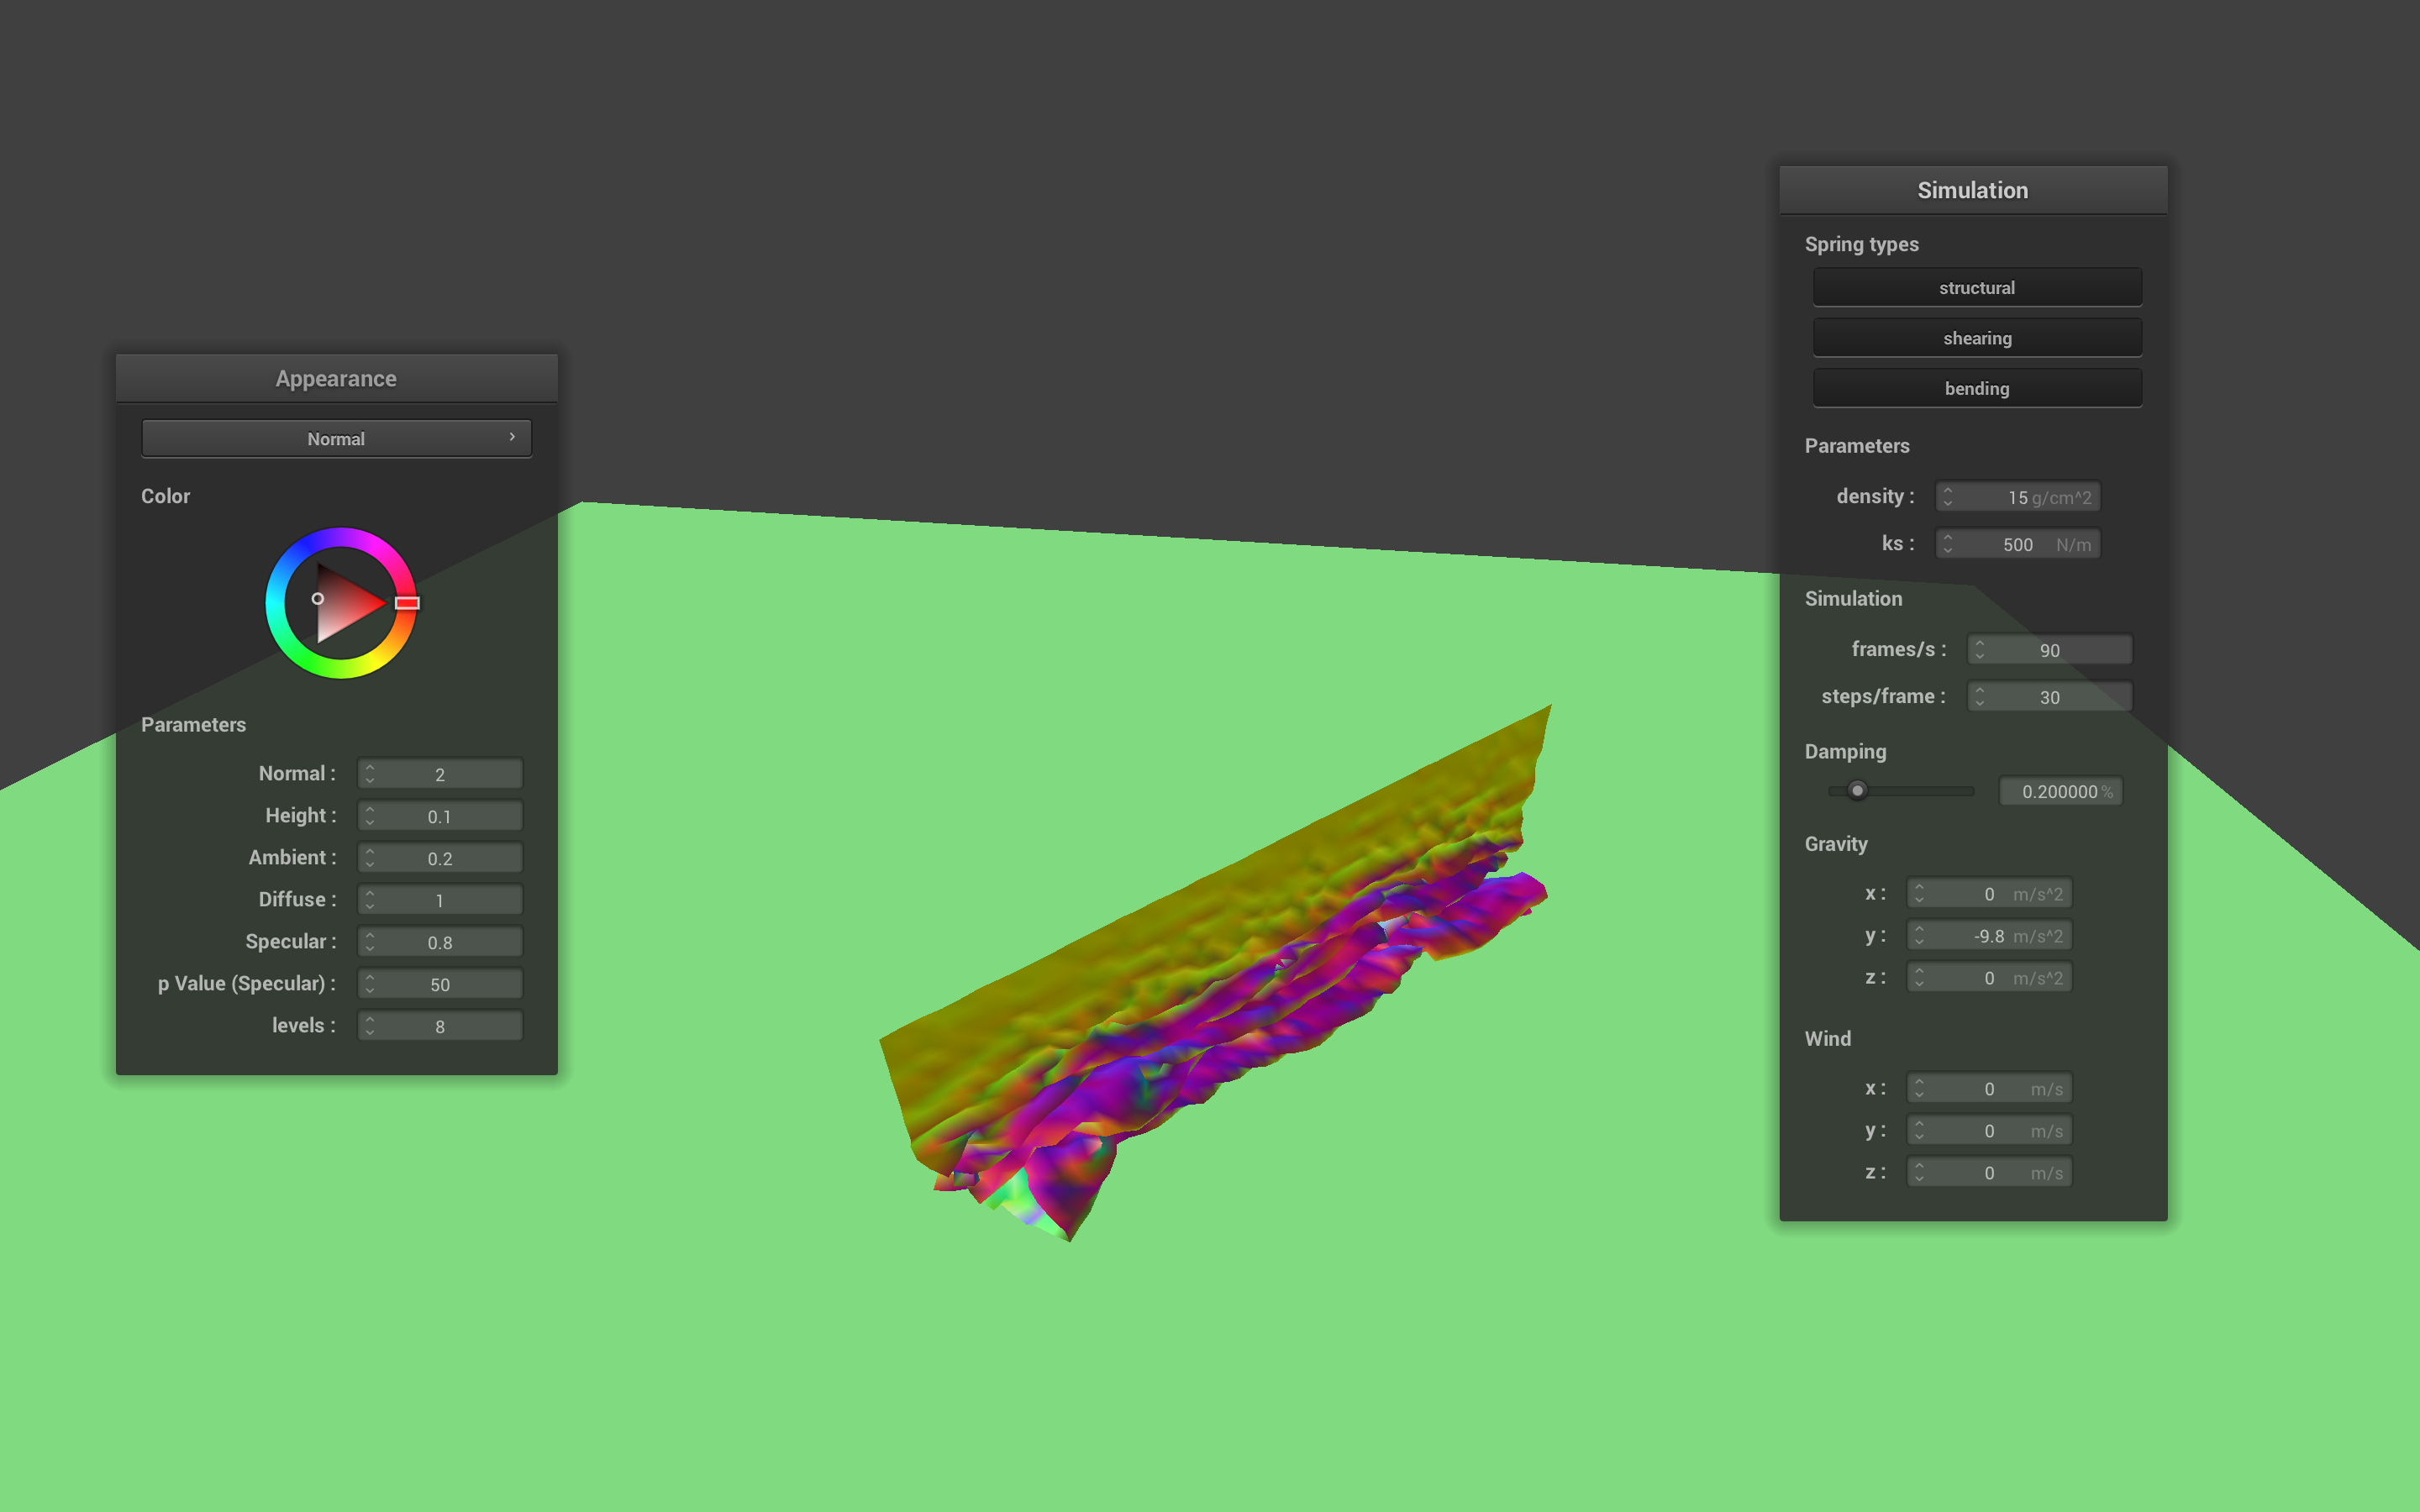 Appearance
Normal
Color
Parameters
Normal : 2
Height : 0.1
Ambient : 0.2
Diffuse : 1
Specular : 0.8
p Value (Specular) : 50
levels : 8
Simulation
Spring types
structural
shearing
bending
Parameters
density : 15 g/cm^2
ks : 500 N/m
Simulation
frames/s : 90
steps/frame : 30
Damping
0.200000 %
Gravity
x : 0 m/s^2
y : -9.8 m/s^2
z : 0 m/s^2
Wind
x : 0 m/s
y : 0 m/s
z : 0 m/s